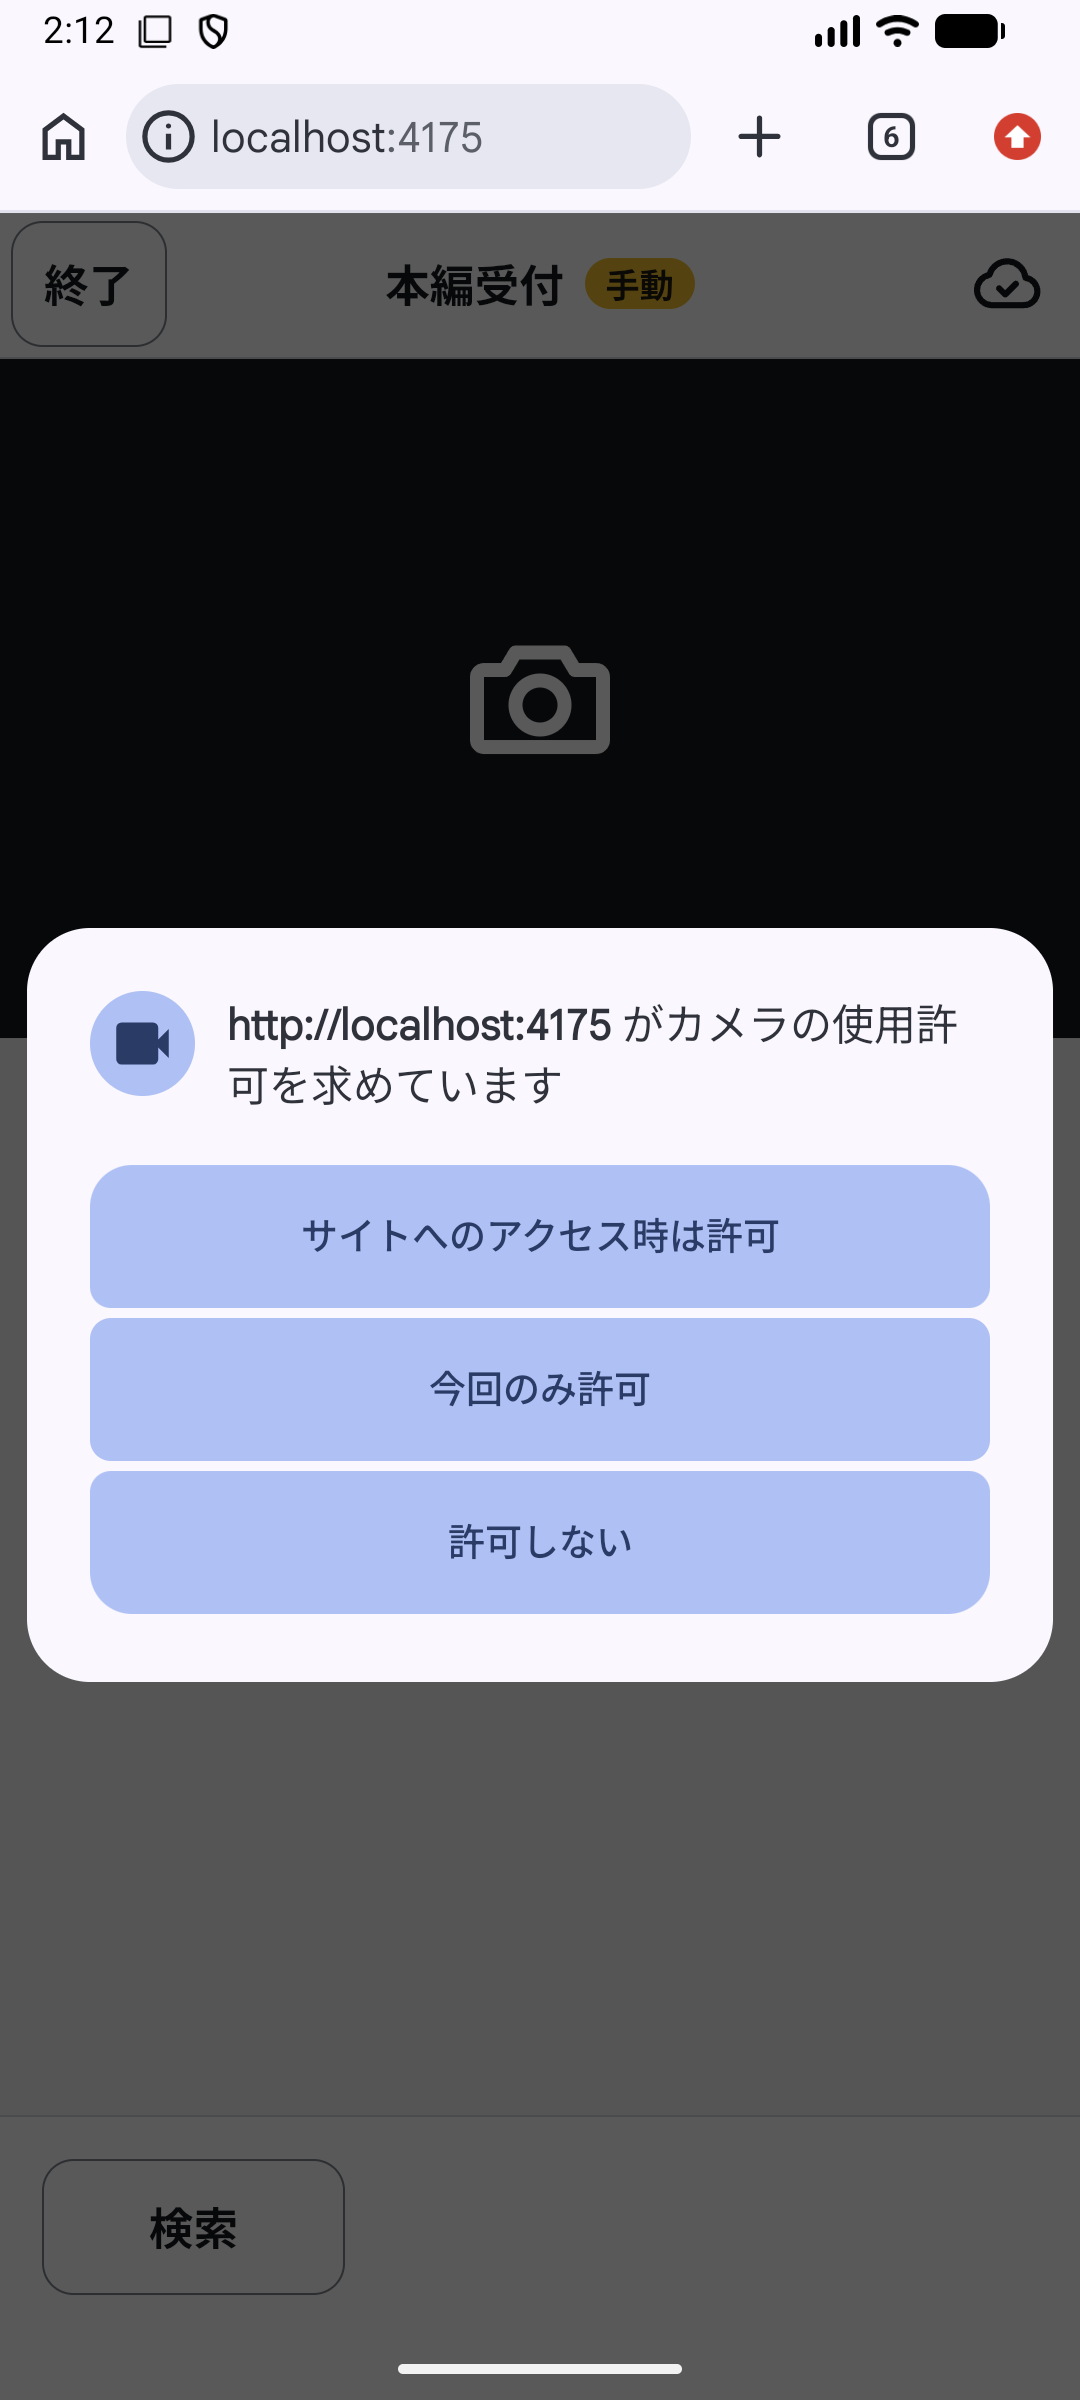 2:12
localhost:4175
6
終了
本編受付 手動
http://localhost:4175 がカメラの使用許
可を求めています
サイトへのアクセス時は許可
今回のみ許可
許可しない
検索